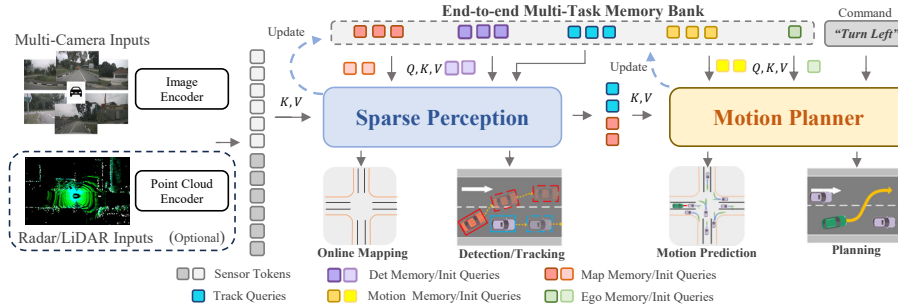 End-to-end Multi-Task Memory Bank
Command
"Turn Left"
Multi-Camera Inputs
Update
Image
Encoder
Q, K, V
Update
Q, K, V
K, V
Sparse Perception
K, V
Motion Planner
Point Cloud
Encoder
Radar/LiDAR Inputs (Optional)
Online Mapping
Detection/Tracking
Motion Prediction
Planning
Sensor Tokens
Det Memory/Init Queries
Map Memory/Init Queries
Track Queries
Motion Memory/Init Queries
Ego Memory/Init Queries